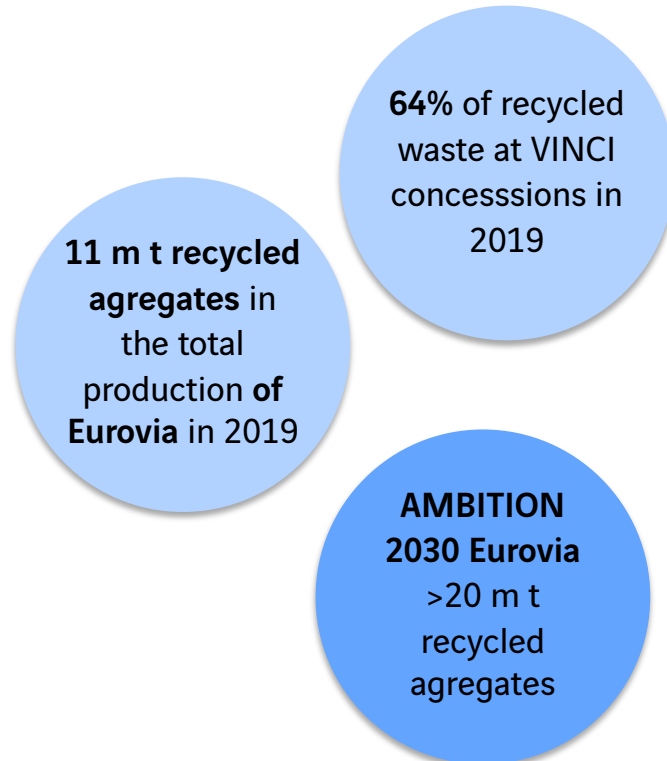 64% of recycled
waste at VINCI
concesssions in
2019
11 m t recycled
agregates in
the total
production of
Eurovia in 2019
AMBITION
2030 Eurovia
>20 m t
recycled
agregates